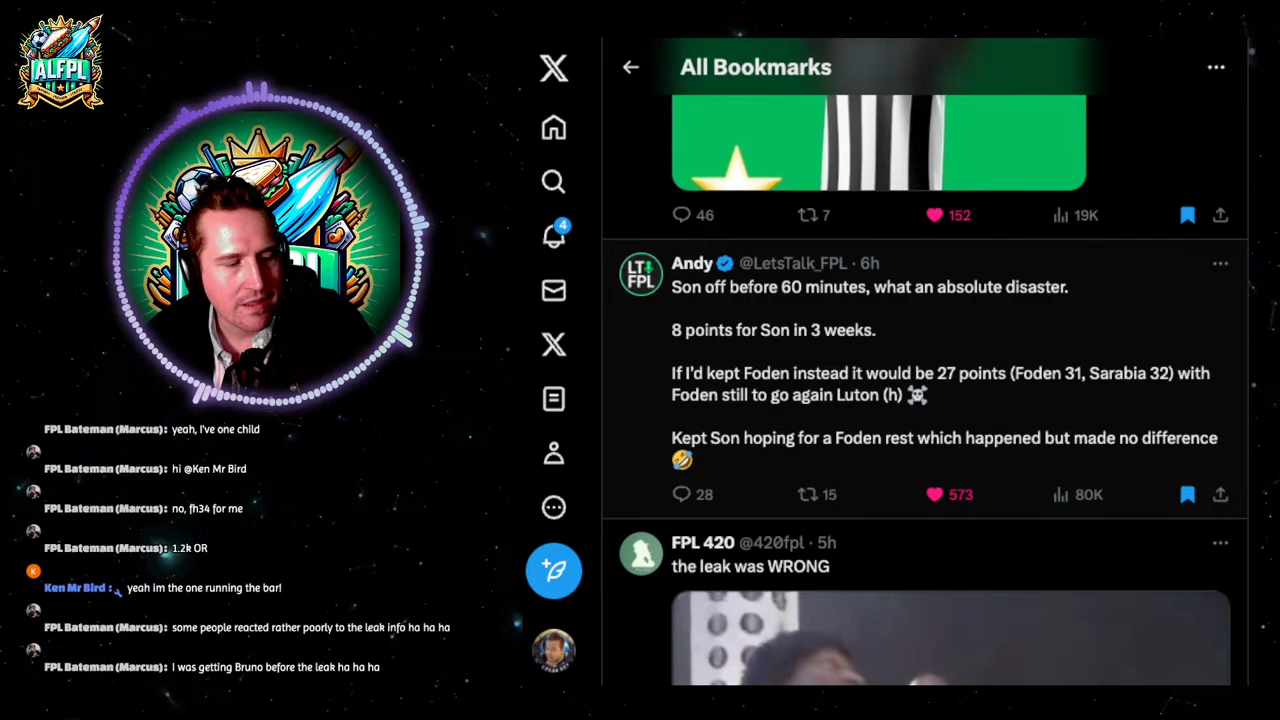 ALFPL
FPL Bateman (Marcus): yeah, I've one child
FPL Bateman (Marcus): hi @Ken Mr Bird
FPL Bateman (Marcus): no, fh34 for me
FPL Bateman (Marcus): 1.2k OR
K
Ken Mr Bird : yeah im the one running the bar!
FPL Bateman (Marcus): some people reacted rather poorly to the leak info ha ha ha
FPL Bateman (Marcus): I was getting Bruno before the leak ha ha ha
4
All Bookmarks
46 7 152 19K
LT
FPL
Andy @LetsTalk_FPL · 6h
Son off before 60 minutes, what an absolute disaster.
8 points for Son in 3 weeks.
If I'd kept Foden instead it would be 27 points (Foden 31, Sarabia 32) with
Foden still to go again Luton (h) ☠️
Kept Son hoping for a Foden rest which happened but made no difference
🤣
28 15 573 80K
FPL 420 @420fpl · 5h
the leak was WRONG